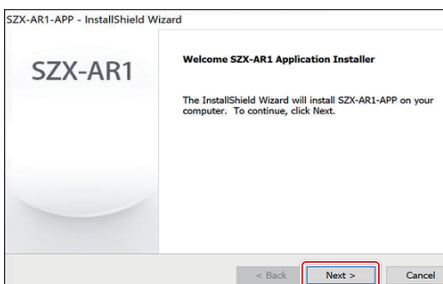 SZX-AR1-APP - InstallShield Wizard
SZX-AR1
Welcome SZX-AR1 Application Installer
The InstallShield Wizard will install SZX-AR1-APP on your
computer. To continue, click Next.
< Back
Next >
Cancel